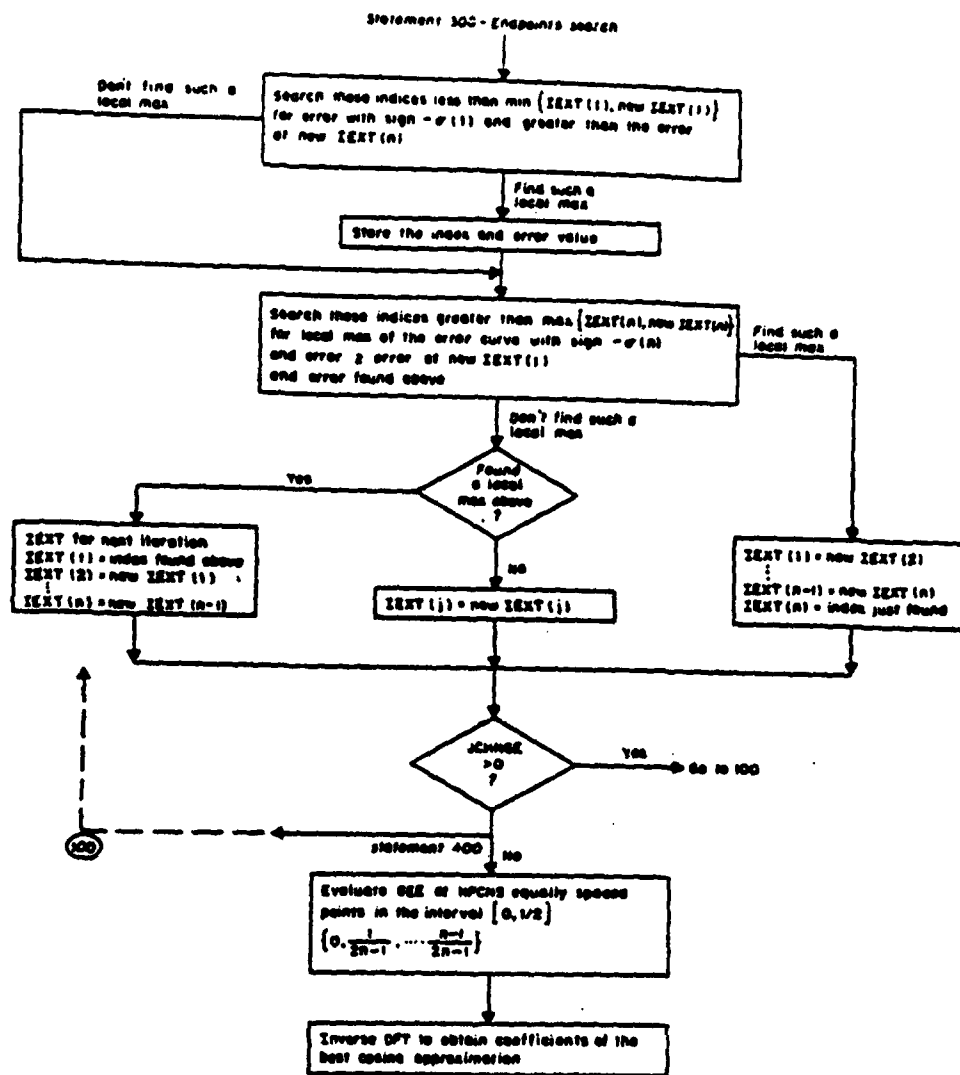 Statement 300 - Endpoints search
Don't find such a
local max
Search those indices less than min {IEXT(1), new IEXT(1)}
for error with sign -σ(1) and greater than the error
at new IEXT(n)
Find such a
local max
Store the index and error value
Search those indices greater than max {IEXT(n), new IEXT(n)}
for local max of the error curve with sign -σ(n)
and error ≥ error at new IEXT(1)
and error found above
Find such a
local max
Don't find such a
local max
Found
a local
max above
?
Yes
No
IEXT for next iteration
IEXT (1) = index found above
IEXT (2) = new IEXT (1)
⋮
IEXT (n) = new IEXT (n-1)
IEXT (j) = new IEXT (j)
IEXT (1) = new IEXT (2)
⋮
IEXT (n-1) = new IEXT (n)
IEXT (n) = index just found
JCHNGE
>0
?
Yes
Go to 100
statement 400
No
Evaluate GEE at NFCNS equally spaced
points in the interval [0, 1/2]
{0, 1/2n-1, ... n-1/2n-1}
Inverse DFT to obtain coefficients of the
best cosine approximation